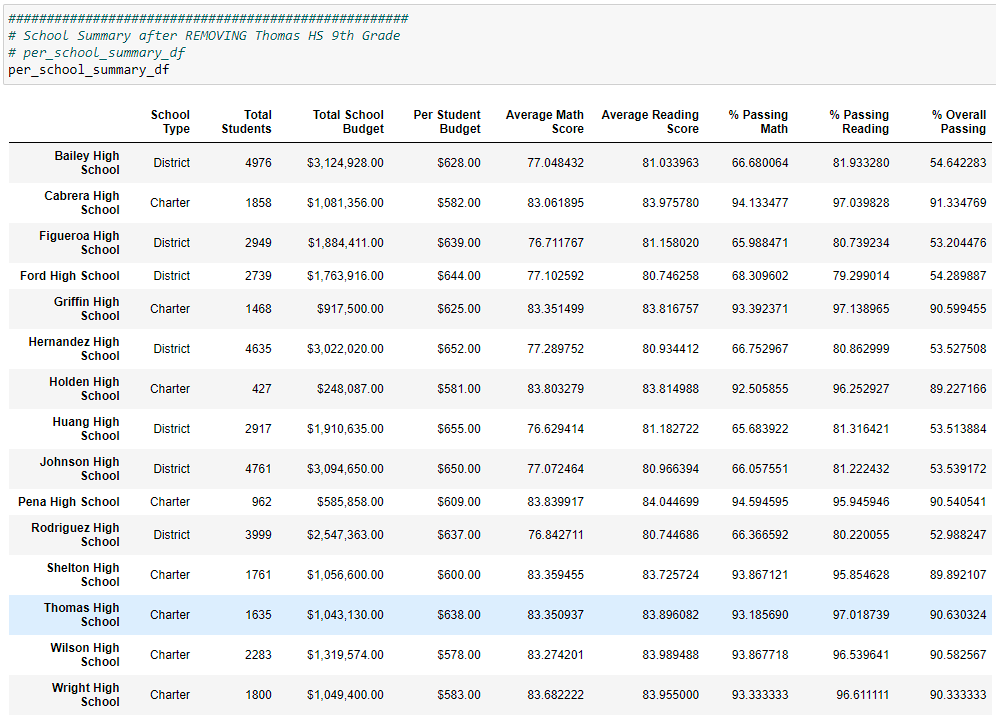 ####################################################
# School Summary after REMOVING Thomas HS 9th Grade
# per_school_summary_df
per_school_summary_df
School Type Total Students Total School Budget Per Student Budget Average Math Score Average Reading Score % Passing Math % Passing Reading % Overall Passing
Bailey High School District 4976 $3,124,928.00 $628.00 77.048432 81.033963 66.680064 81.933280 54.642283
Cabrera High School Charter 1858 $1,081,356.00 $582.00 83.061895 83.975780 94.133477 97.039828 91.334769
Figueroa High School District 2949 $1,884,411.00 $639.00 76.711767 81.158020 65.988471 80.739234 53.204476
Ford High School District 2739 $1,763,916.00 $644.00 77.102592 80.746258 68.309602 79.299014 54.289887
Griffin High School Charter 1468 $917,500.00 $625.00 83.351499 83.816757 93.392371 97.138965 90.599455
Hernandez High School District 4635 $3,022,020.00 $652.00 77.289752 80.934412 66.752967 80.862999 53.527508
Holden High School Charter 427 $248,087.00 $581.00 83.803279 83.814988 92.505855 96.252927 89.227166
Huang High School District 2917 $1,910,635.00 $655.00 76.629414 81.182722 65.683922 81.316421 53.513884
Johnson High School District 4761 $3,094,650.00 $650.00 77.072464 80.966394 66.057551 81.222432 53.539172
Pena High School Charter 962 $585,858.00 $609.00 83.839917 84.044699 94.594595 95.945946 90.540541
Rodriguez High School District 3999 $2,547,363.00 $637.00 76.842711 80.744686 66.366592 80.220055 52.988247
Shelton High School Charter 1761 $1,056,600.00 $600.00 83.359455 83.725724 93.867121 95.854628 89.892107
Thomas High School Charter 1635 $1,043,130.00 $638.00 83.350937 83.896082 93.185690 97.018739 90.630324
Wilson High School Charter 2283 $1,319,574.00 $578.00 83.274201 83.989488 93.867718 96.539641 90.582567
Wright High School Charter 1800 $1,049,400.00 $583.00 83.682222 83.955000 93.333333 96.611111 90.333333